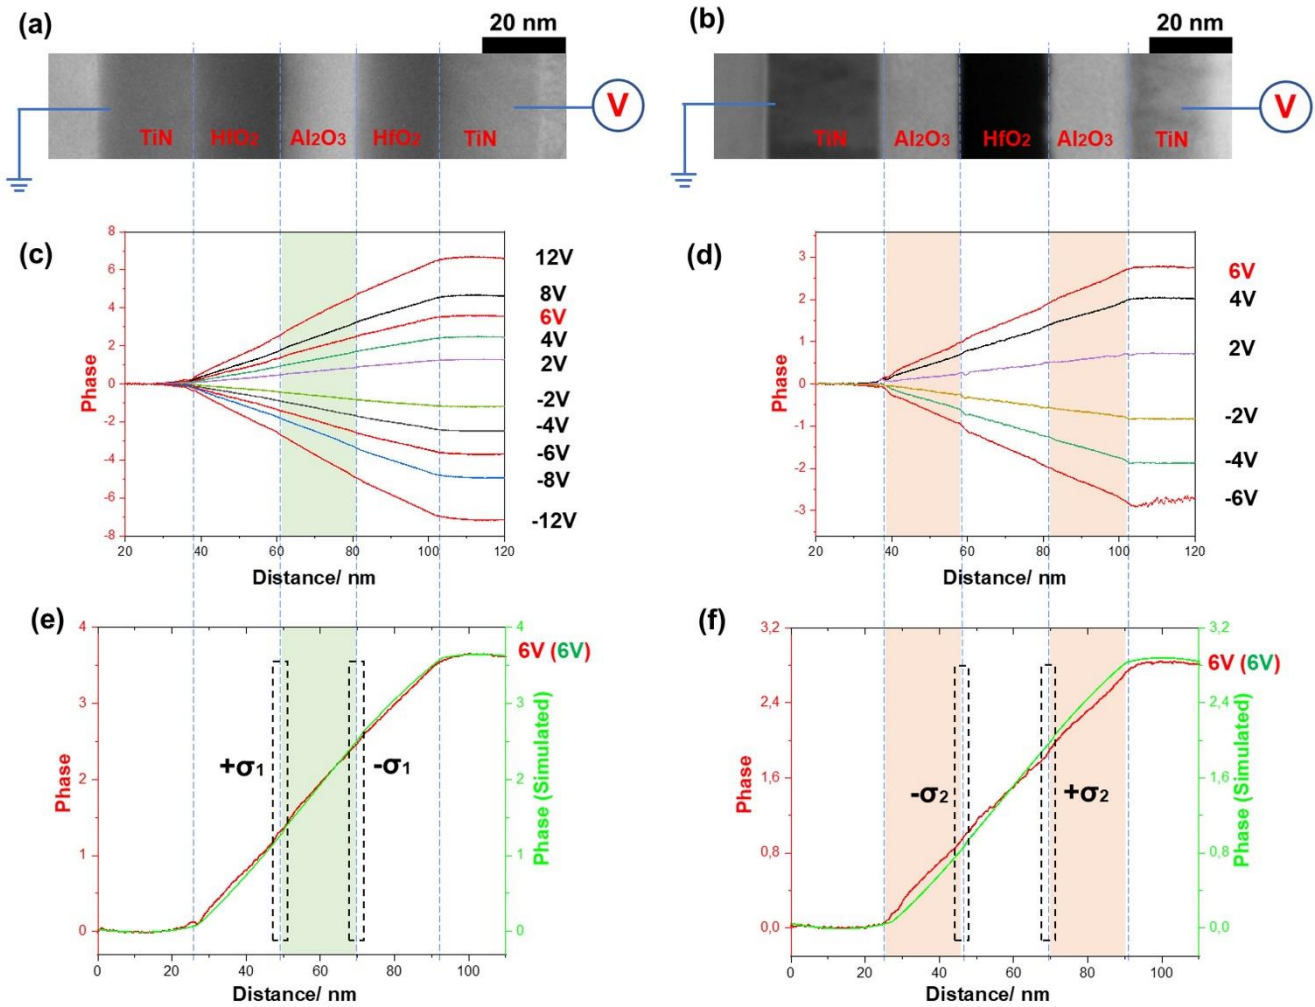 (a)
20 nm
TiN
HfO2
Al2O3
HfO2
TiN
V
(b)
20 nm
TiN
Al2O3
HfO2
Al2O3
TiN
V
(c)
8
6
4
2
0
-2
-4
-6
-8
Phase
20
40
60
80
100
120
Distance/ nm
12V
8V
6V
4V
2V
-2V
-4V
-6V
-8V
-12V
(d)
3
2
1
0
-1
-2
-3
Phase
20
40
60
80
100
120
Distance/ nm
6V
4V
2V
-2V
-4V
-6V
(e)
4
3
2
1
0
Phase
0
20
40
60
80
100
Distance/ nm
4
3
2
1
0
Phase (Simulated)
6V (6V)
+σ1
-σ1
(f)
3,2
2,4
1,6
0,8
0,0
Phase
0
20
40
60
80
100
Distance/ nm
3,2
2,4
1,6
0,8
0,0
Phase (Simulated)
6V (6V)
-σ2
+σ2